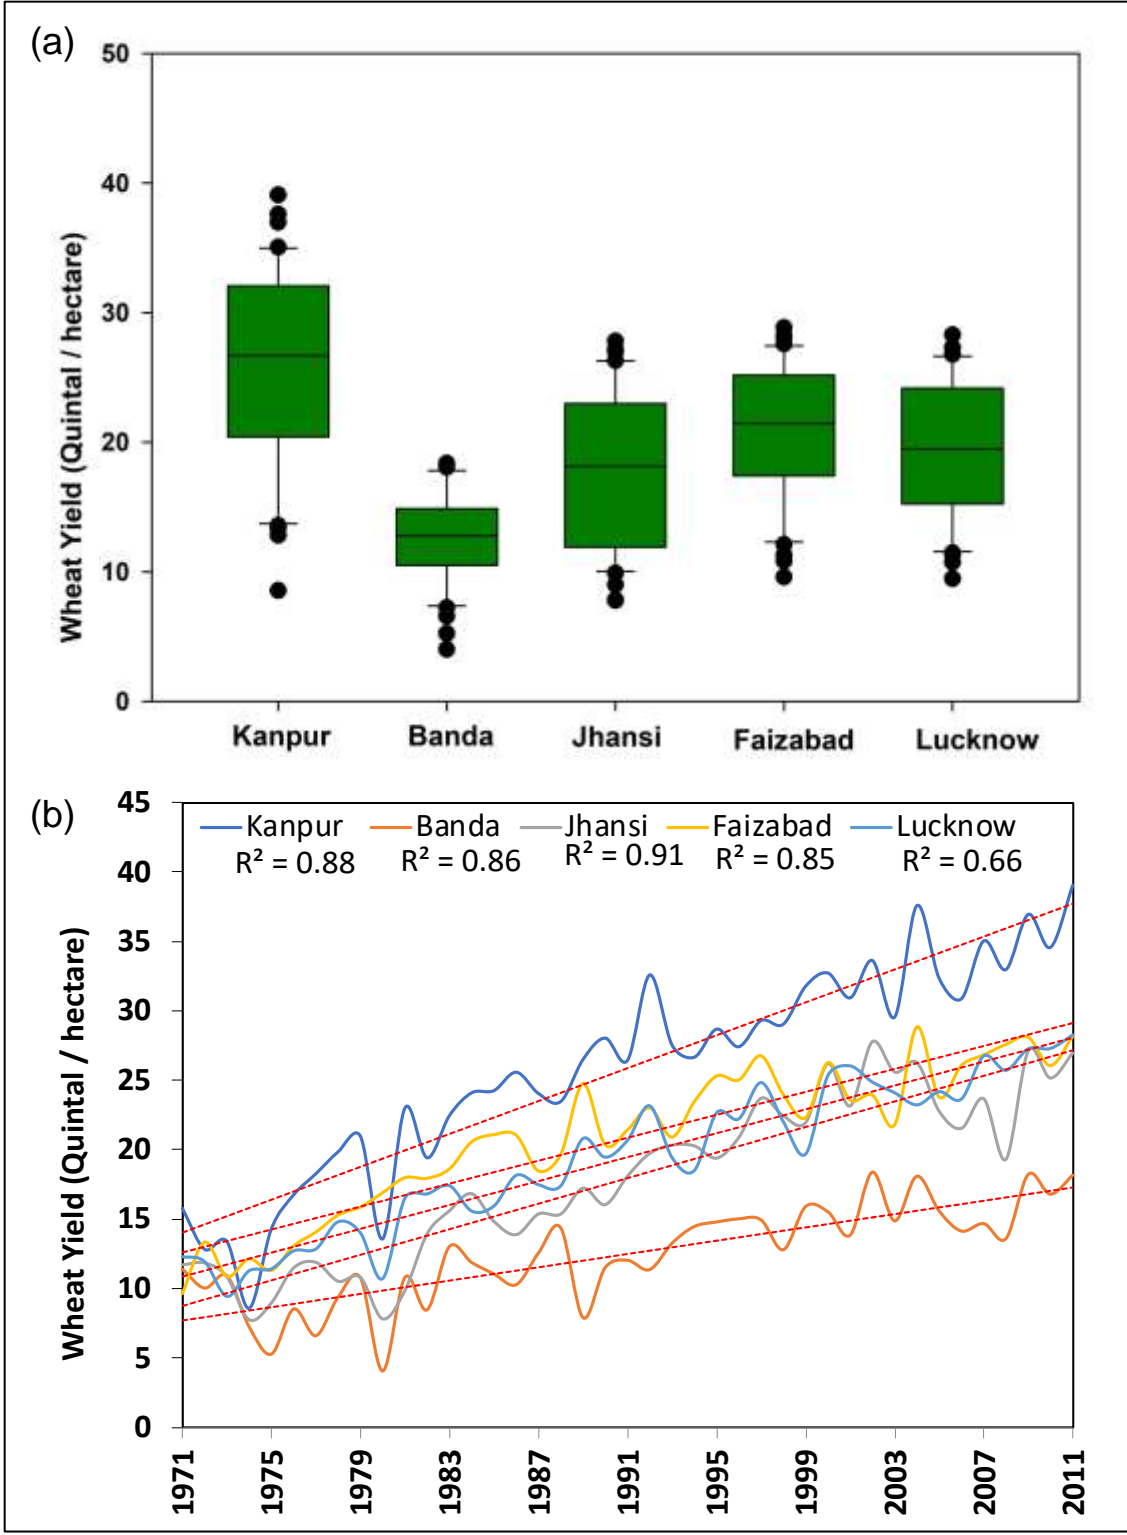 (a)
50
40
30
20
10
0
Wheat Yield (Quintal / hectare)
Kanpur Banda Jhansi Faizabad Lucknow
(b)
45
40
35
30
25
20
15
10
5
0
Wheat Yield (Quintal / hectare)
Kanpur Banda Jhansi Faizabad Lucknow
R² = 0.88 R² = 0.86 R² = 0.91 R² = 0.85 R² = 0.66
1971 1975 1979 1983 1987 1991 1995 1999 2003 2007 2011